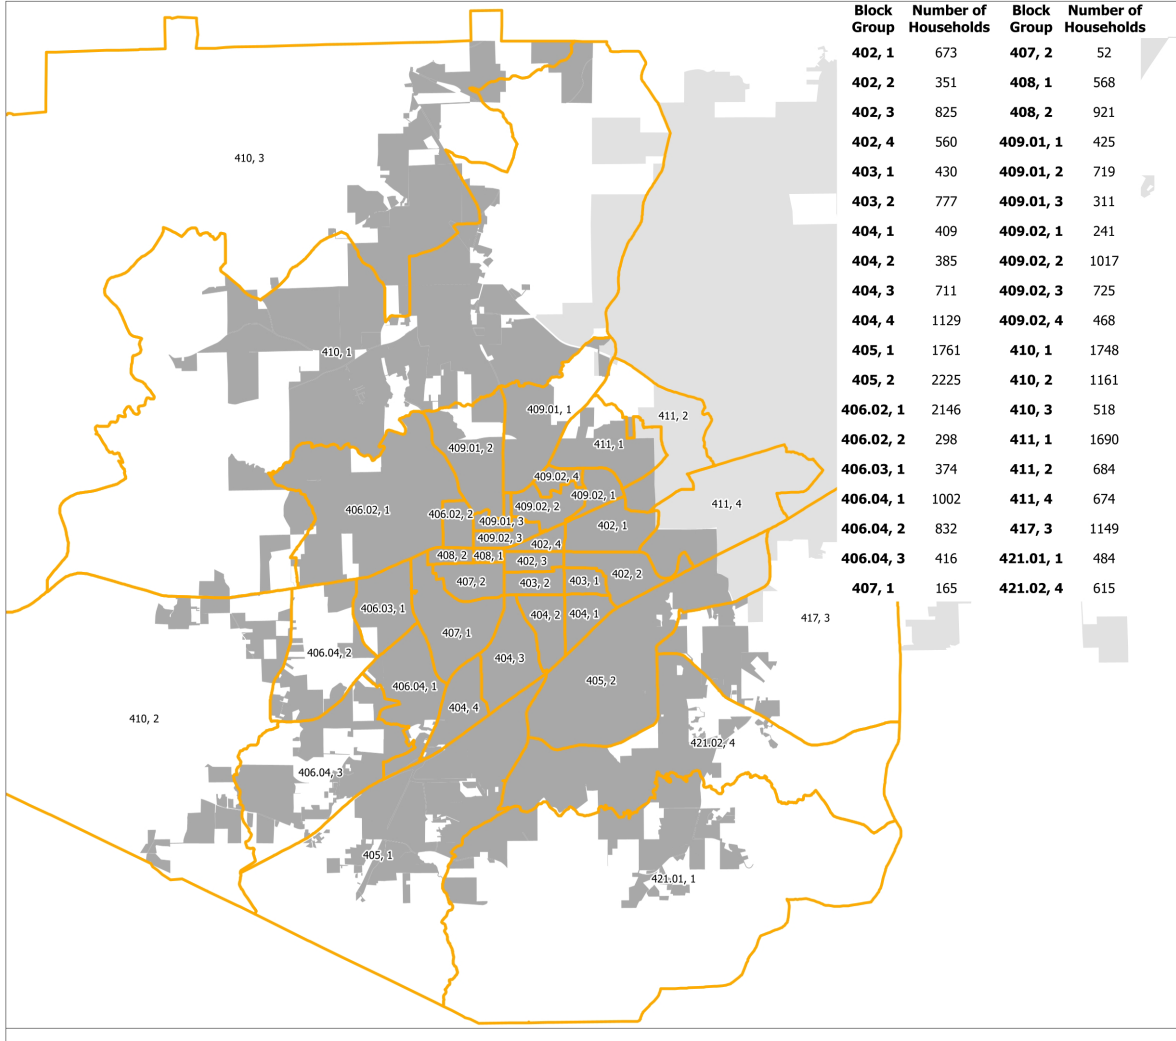 Block Number of Block Number of
Group Households Group Households
402, 1 673 407, 2 52
402, 2 351 408, 1 568
402, 3 825 408, 2 921
402, 4 560 409.01, 1 425
403, 1 430 409.01, 2 719
403, 2 777 409.01, 3 311
404, 1 409 409.02, 1 241
404, 2 385 409.02, 2 1017
404, 3 711 409.02, 3 725
404, 4 1129 409.02, 4 468
405, 1 1761 410, 1 1748
405, 2 2225 410, 2 1161
406.02, 1 2146 410, 3 518
406.02, 2 298 411, 1 1690
406.03, 1 374 411, 2 684
406.04, 1 1002 411, 4 674
406.04, 2 832 417, 3 1149
406.04, 3 416 421.01, 1 484
407, 1 165 421.02, 4 615
410, 3
410, 1
409.01, 1
411, 2
411, 1
409.01, 2
409.02, 4
409.02, 1
411, 4
409.02, 2
406.02, 1
406.02, 2
409.01, 3
402, 1
409.02, 3
402, 4
408, 2
408, 1
402, 3
402, 2
407, 2
403, 2
403, 1
406.03, 1
404, 2
404, 1
417, 3
407, 1
406.04, 2
404, 3
405, 2
406.04, 1
404, 4
410, 2
421.02, 4
406.04, 3
405, 1
421.01, 1